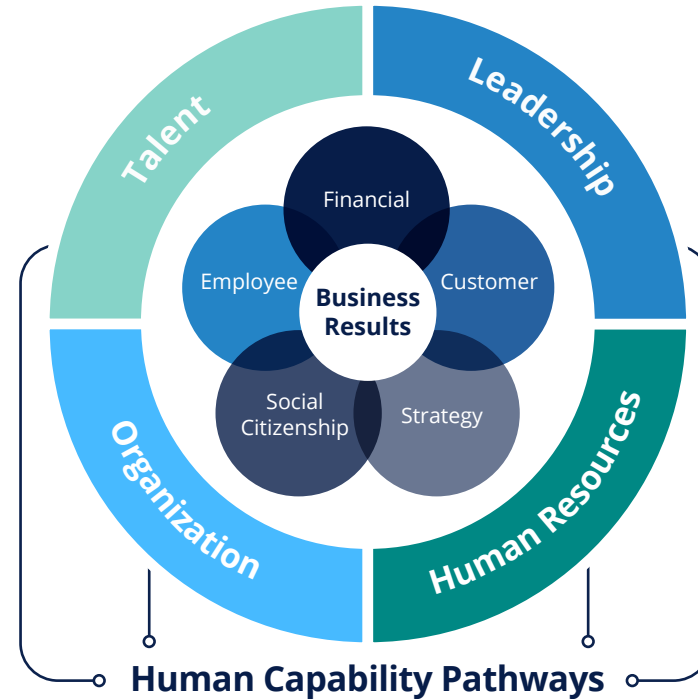 Talent
Leadership
Financial
Employee
Customer
Business
Results
Social
Citizenship
Strategy
Organization
Human Resources
Human Capability Pathways